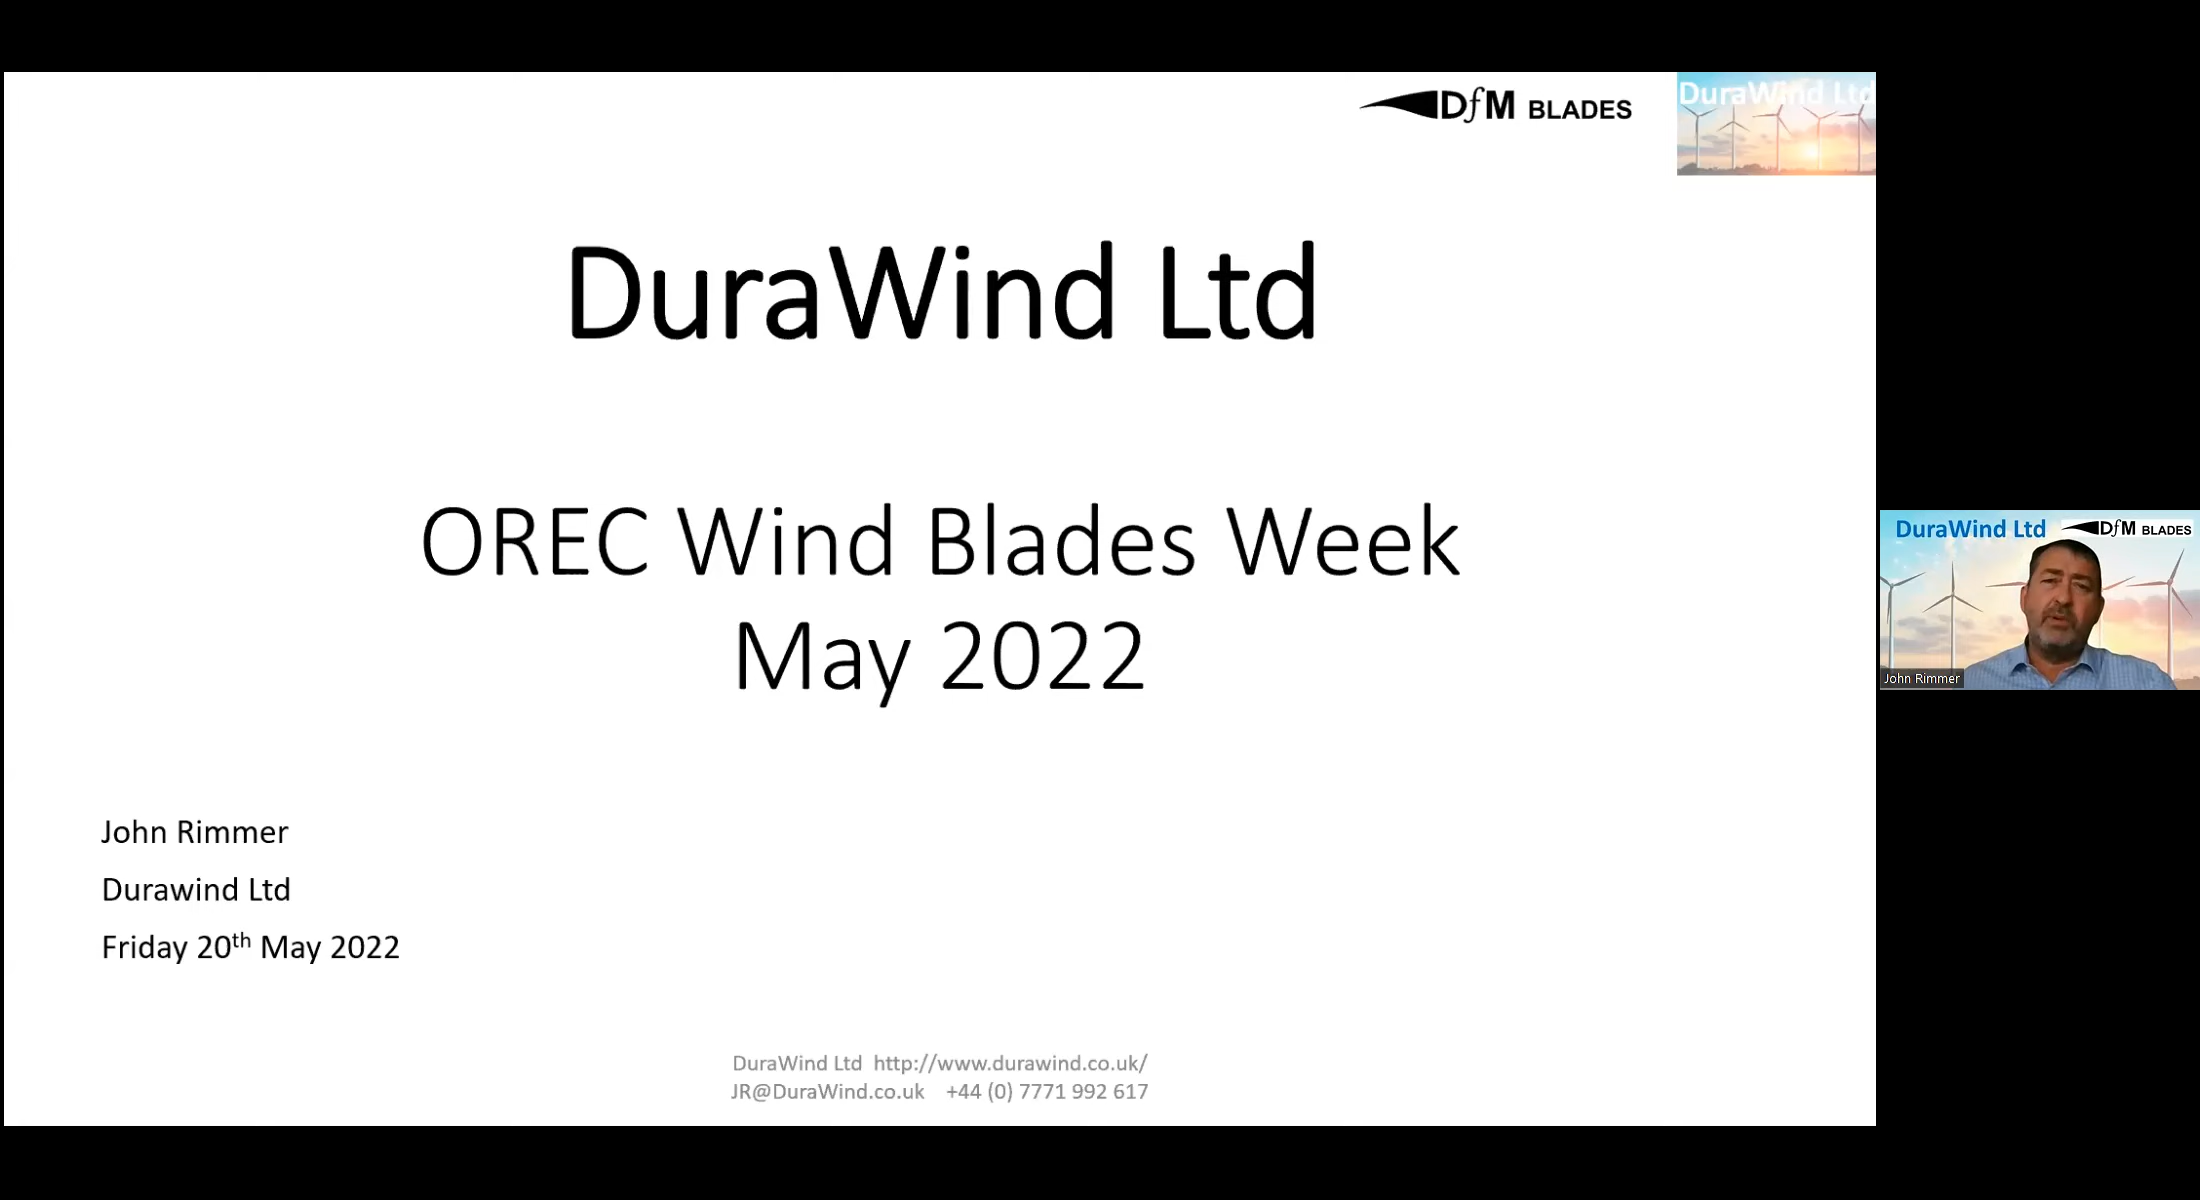 DfM BLADES
DuraWind Ltd
DuraWind Ltd
OREC Wind Blades Week
May 2022
DuraWind Ltd DfM BLADES
John Rimmer
John Rimmer
Durawind Ltd
Friday 20th May 2022
DuraWind Ltd  http://www.durawind.co.uk/
JR@DuraWind.co.uk    +44 (0) 7771 992 617